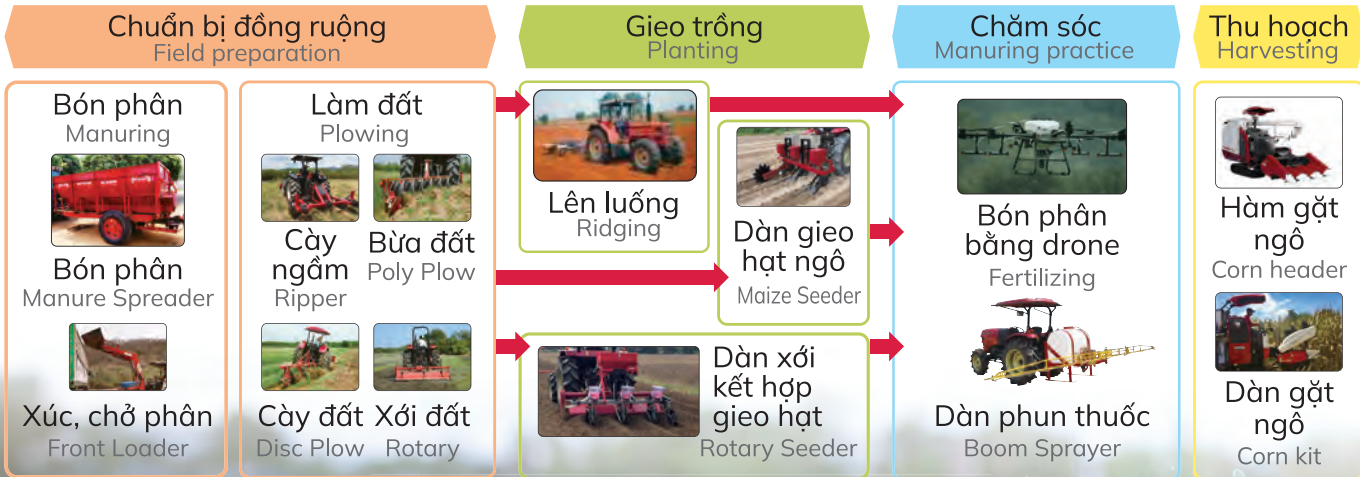 Chuẩn bị đồng ruộng
Field preparation
Bón phân
Manuring
Bón phân
Manure Spreader
Xúc, chở phân
Front Loader
Làm đất
Plowing
Cày
ngầm
Ripper
Bừa đất
Poly Plow
Cày đất
Disc Plow
Xới đất
Rotary
Gieo trồng
Planting
Lên luống
Ridging
Dàn gieo
hạt ngô
Maize Seeder
Dàn xới
kết hợp
gieo hạt
Rotary Seeder
Chăm sóc
Manuring practice
Bón phân
bằng drone
Fertilizing
Dàn phun thuốc
Boom Sprayer
Thu hoạch
Harvesting
Hàm gặt
ngô
Corn header
Dàn gặt
ngô
Corn kit